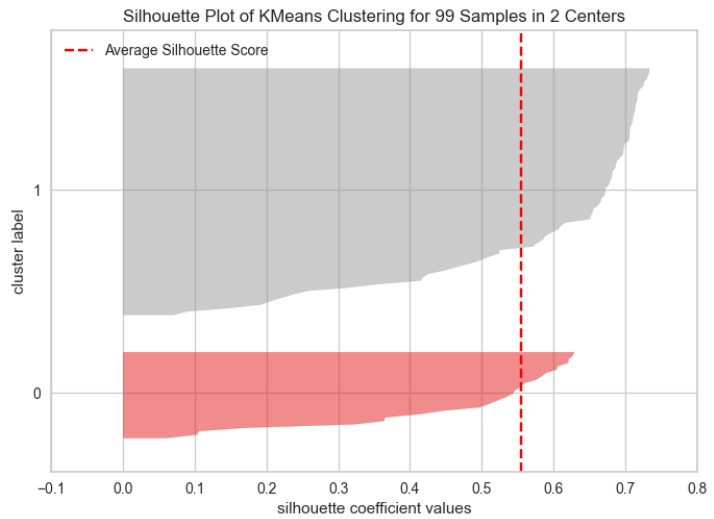 Silhouette Plot of KMeans Clustering for 99 Samples in 2 Centers
Average Silhouette Score
1
0
cluster label
−0.1 0.0 0.1 0.2 0.3 0.4 0.5 0.6 0.7 0.8
silhouette coefficient values